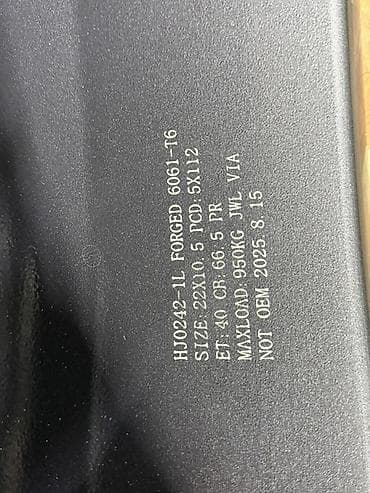 HJ0242-1L FORGED 6061-T6
SIZE:22X10.5 PCD:5X112
ET:40 CB:66.5 PR
MAXLOAD:950KG JWL VIA
NOT OEM 2025.8.15